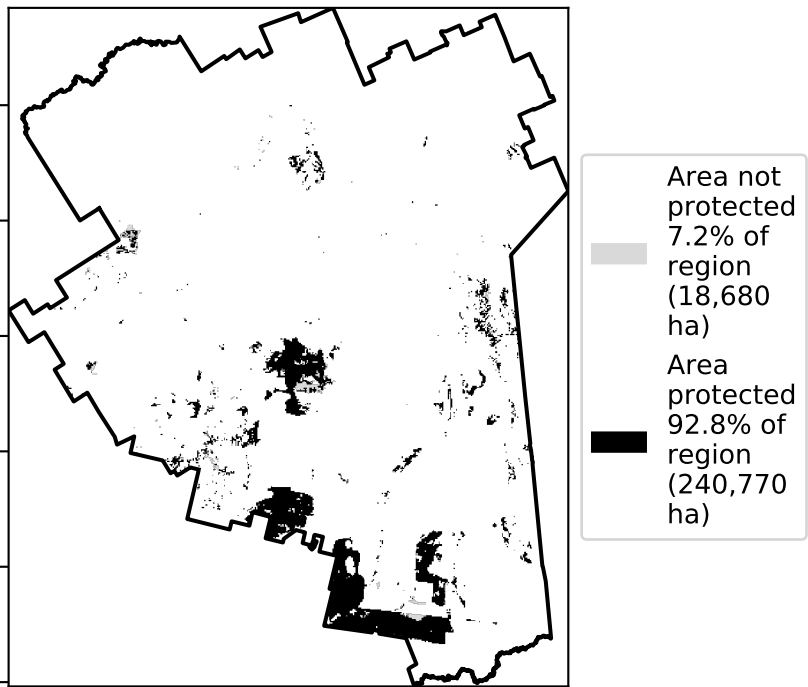 Area not
protected
7.2% of
region
(18,680
ha)
Area
protected
92.8% of
region
(240,770
ha)